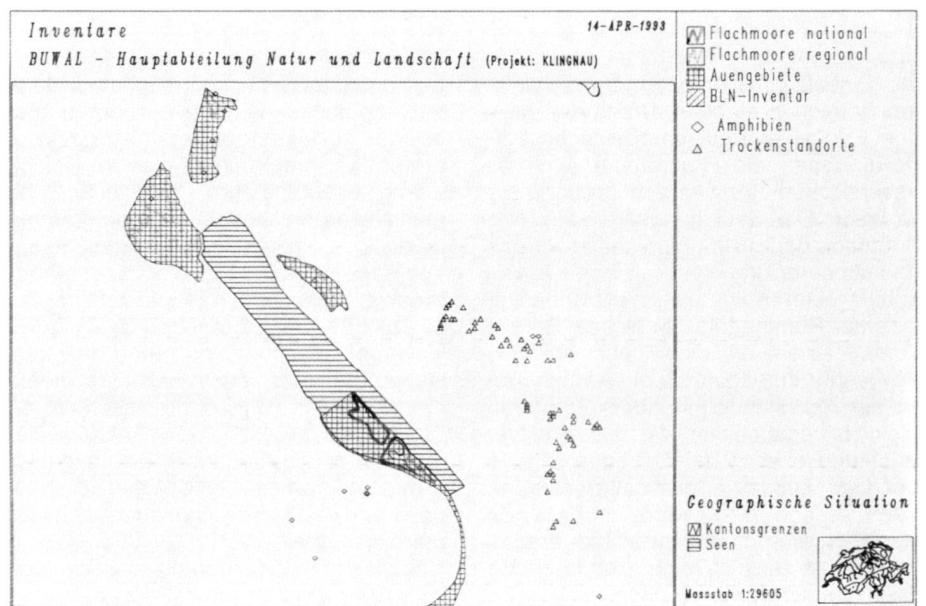 Inventare
14-APR-1993
BUWAL - Hauptabteilung Natur und Landschaft (Projekt: KLINGNAU)
Flachmoore national
Flachmoore regional
Auengebiete
BLN-Inventar
Amphibien
Trockenstandorte
Geographische Situation
Kantonsgrenzen
Seen
Massstab 1:29605